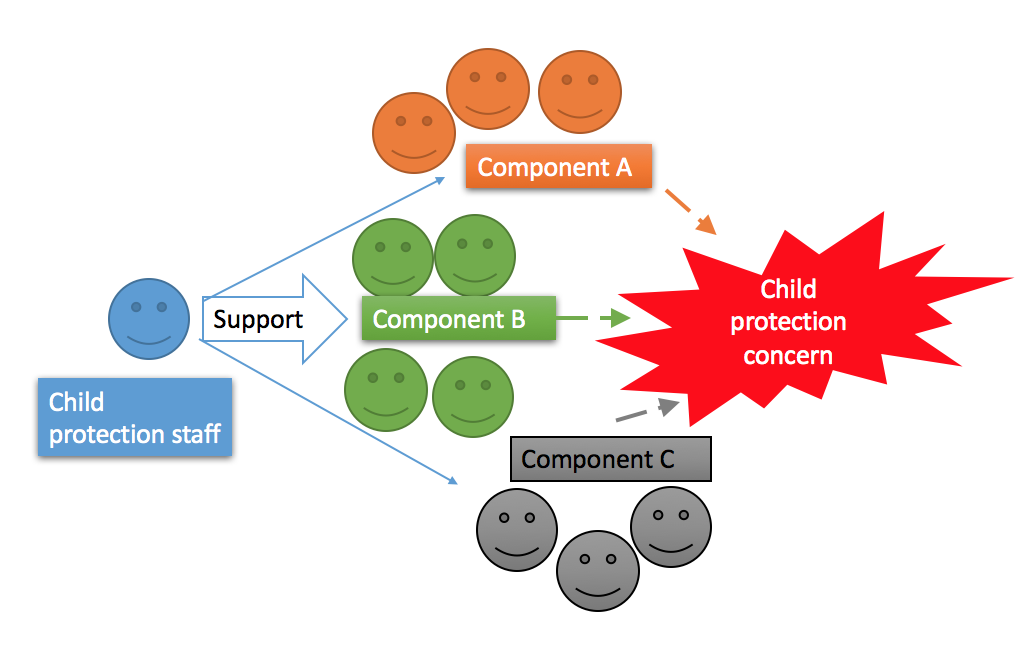 Component A
Support
Component B
Child
protection staff
Child
protection
concern
Component C